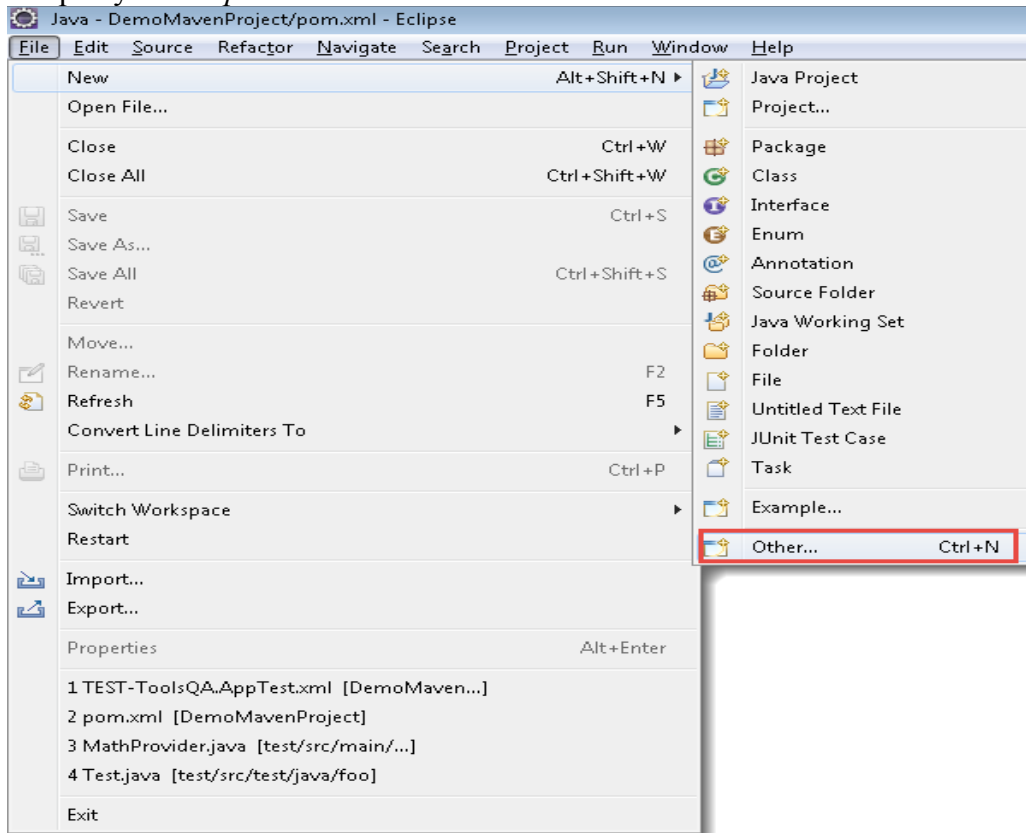 Java - DemoMavenProject/pom.xml - Eclipse
File Edit Source Refactor Navigate Search Project Run Window Help
New Alt+Shift+N
Open File...
Close Ctrl+W
Close All Ctrl+Shift+W
Save Ctrl+S
Save As...
Save All Ctrl+Shift+S
Revert
Move...
Rename... F2
Refresh F5
Convert Line Delimiters To
Print... Ctrl+P
Switch Workspace
Restart
Import...
Export...
Properties Alt+Enter
1 TEST-ToolsQA.AppTest.xml [DemoMaven...]
2 pom.xml [DemoMavenProject]
3 MathProvider.java [test/src/main/...]
4 Test.java [test/src/test/java/foo]
Exit
Java Project
Project...
Package
Class
Interface
Enum
Annotation
Source Folder
Java Working Set
Folder
File
Untitled Text File
JUnit Test Case
Task
Example...
Other... Ctrl+N